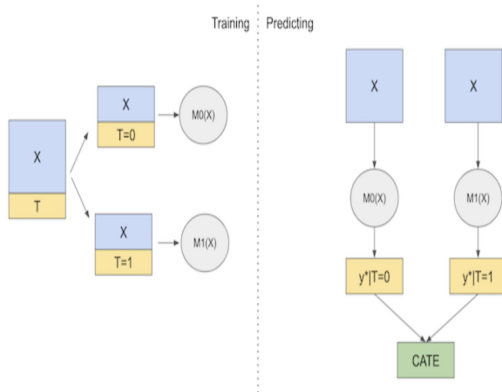 Training
Predicting
X
T
X
T=0
M0(X)
X
T=1
M1(X)
X
X
M0(X)
M1(X)
y*|T=0
y*|T=1
CATE